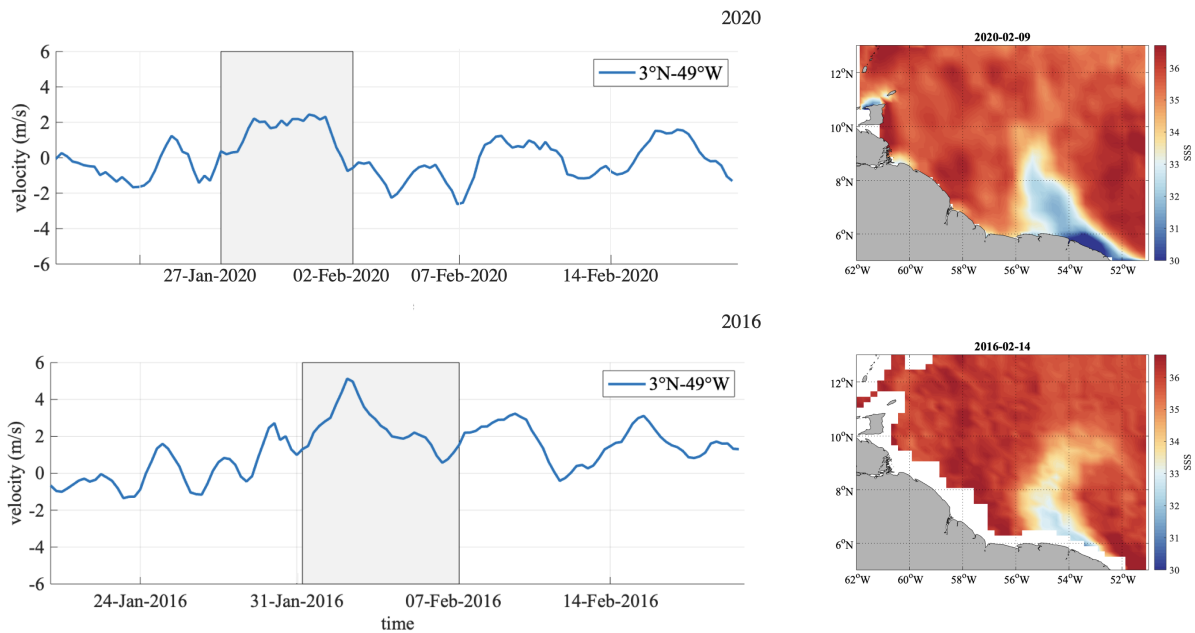 2020
6
4
2
0
-2
-4
-6
velocity (m/s)
3°N-49°W
27-Jan-2020
02-Feb-2020
07-Feb-2020
14-Feb-2020
2020-02-09
12°N
10°N
8°N
6°N
62°W
60°W
58°W
56°W
54°W
52°W
36
35
34
33
32
31
30
SSS
2016
6
4
2
0
-2
-4
-6
velocity (m/s)
3°N-49°W
24-Jan-2016
31-Jan-2016
07-Feb-2016
14-Feb-2016
time
2016-02-14
12°N
10°N
8°N
6°N
62°W
60°W
58°W
56°W
54°W
52°W
36
35
34
33
32
31
30
SSS